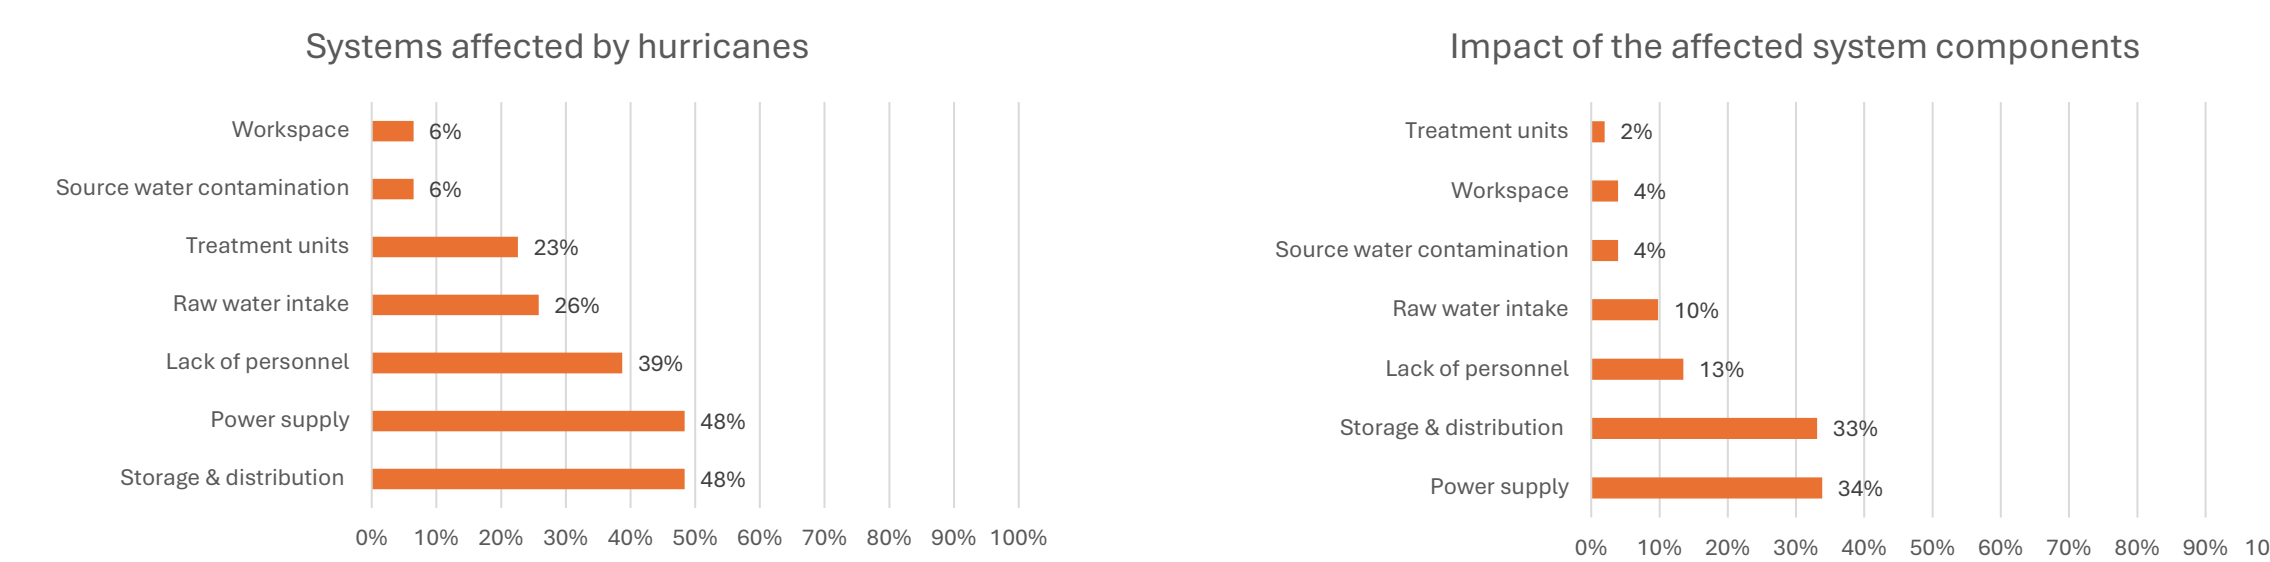 Systems affected by hurricanes
Workspace 6%
Source water contamination 6%
Treatment units 23%
Raw water intake 26%
Lack of personnel 39%
Power supply 48%
Storage & distribution 48%
0% 10% 20% 30% 40% 50% 60% 70% 80% 90% 100%
Impact of the affected system components
Treatment units 2%
Workspace 4%
Source water contamination 4%
Raw water intake 10%
Lack of personnel 13%
Storage & distribution 33%
Power supply 34%
0% 10% 20% 30% 40% 50% 60% 70% 80% 90% 10